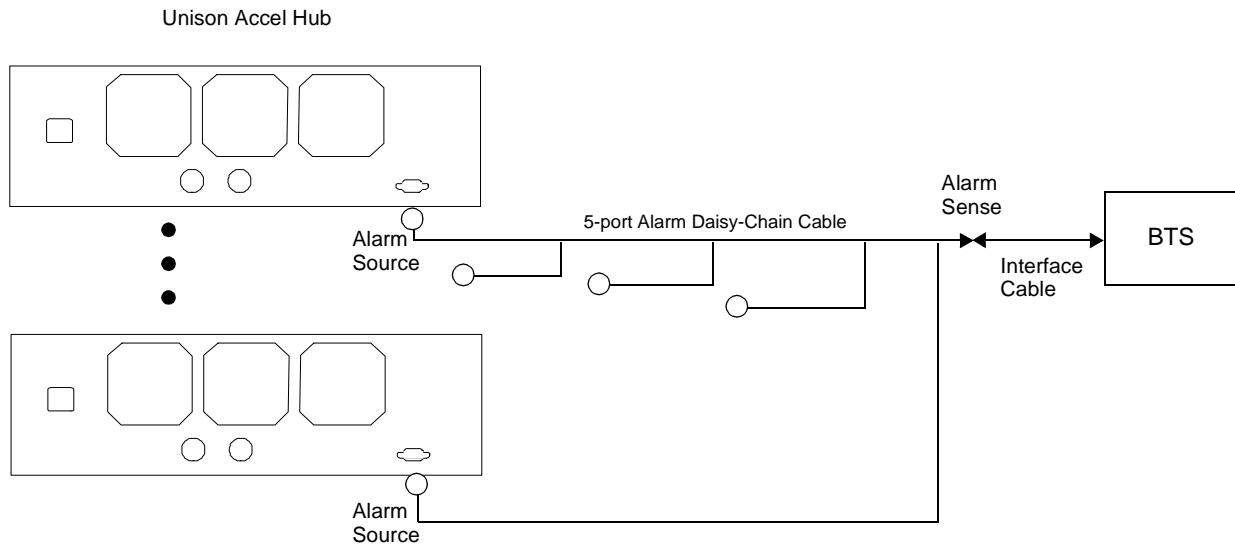 Unison Accel Hub
Alarm
Source
5-port Alarm Daisy-Chain Cable
Alarm
Sense
Interface
Cable
BTS
Alarm
Source